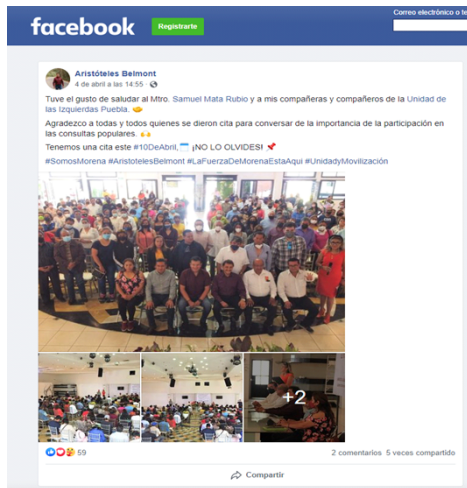 Correo electrónico o te
facebook
Registrarte
Aristóteles Belmont
4 de abril a las 14:55 ·
Tuve el gusto de saludar al Mtro. Samuel Mata Rubio y a mis compañeras y compañeros de la Unidad de
las Izquierdas Puebla. 🤝
Agradezco a todas y todos quienes se dieron cita para conversar de la importancia de la participación en
las consultas populares. 🙌
Tenemos una cita este #10DeAbril, 🗓️ ¡NO LO OLVIDES! 📌
#SomosMorena #AristotelesBelmont #LaFuerzaDeMorenaEstaAqui #UnidadyMovilización
+2
59
2 comentarios 5 veces compartido
Compartir